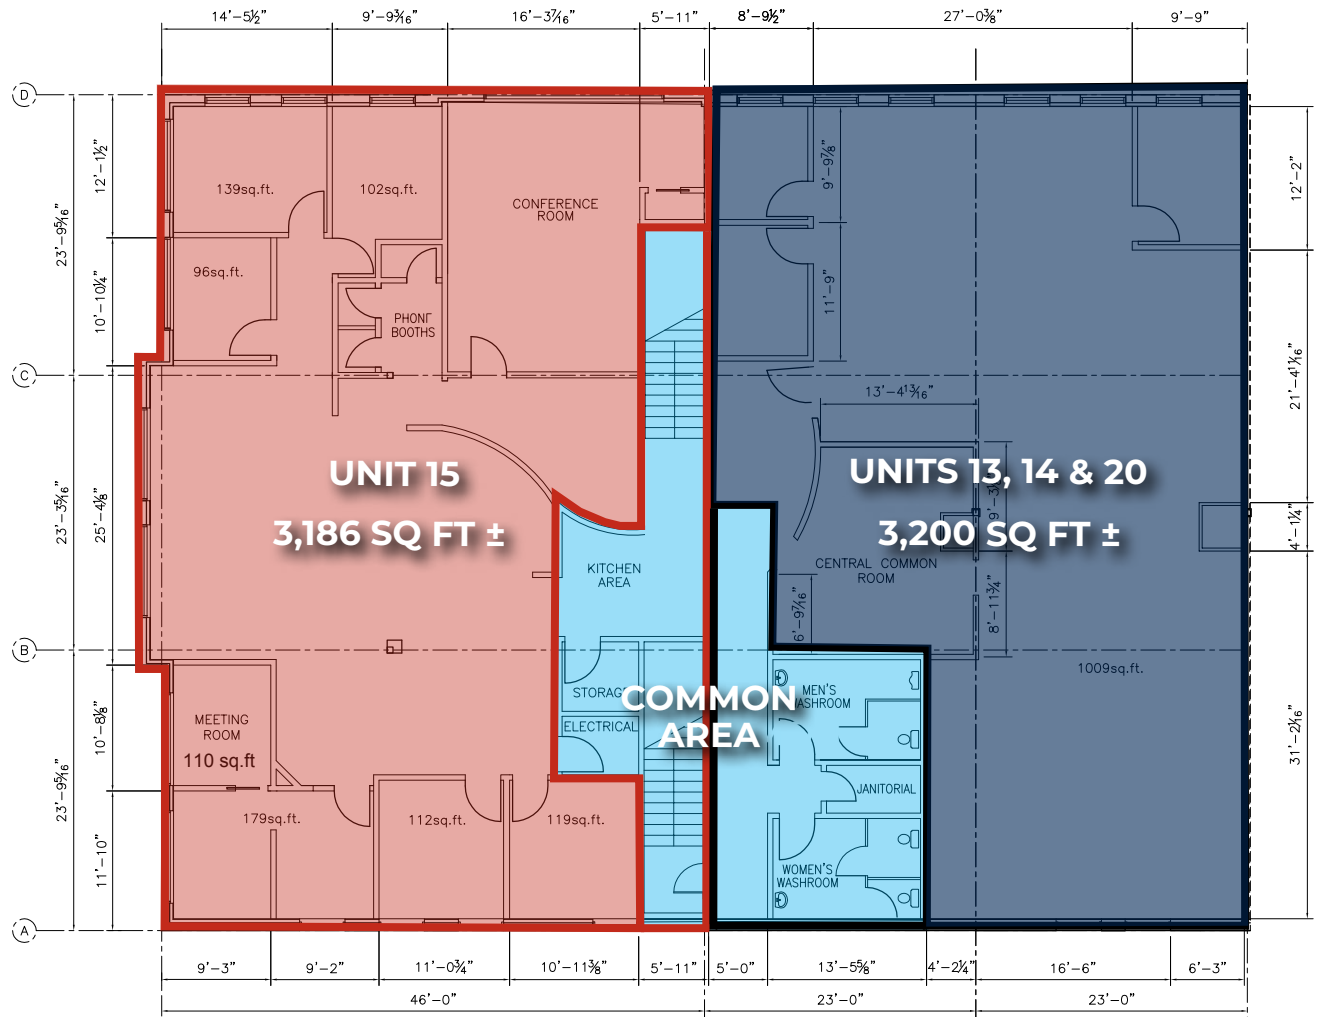 14'-5½"
9'-9³⁄₁₆"
16'-3⁷⁄₁₆"
5'-11"
8'-9½"
27'-0⅜"
9'-9"
D
12'-1½"
23'-9⁵⁄₁₆"
10'-10¼"
139sq.ft.
102sq.ft.
CONFERENCE
ROOM
96sq.ft.
PHONE
BOOTHS
9'-9⅞"
11'-9"
12'-2"
C
13'-4¹³⁄₁₆"
21'-4¹¹⁄₁₆"
UNIT 15
3,186 SQ FT ±
UNITS 13, 14 & 20
3,200 SQ FT ±
23'-3⁵⁄₁₆"
25'-4⅛"
4'-1¼"
KITCHEN
AREA
CENTRAL COMMON
ROOM
6'-9⁷⁄₁₆"
8'-11¾"
B
1009sq.ft.
STORAGE
ELECTRICAL
COMMON
AREA
MEN'S
WASHROOM
MEETING
ROOM
110 sq.ft
10'-8⅛"
23'-9⁵⁄₁₆"
31'-2¹⁄₁₆"
JANITORIAL
179sq.ft.
112sq.ft.
119sq.ft.
11'-10"
WOMEN'S
WASHROOM
A
9'-3"
9'-2"
11'-0¾"
10'-11⅜"
5'-11"
5'-0"
13'-5⅝"
4'-2¼"
16'-6"
6'-3"
46'-0"
23'-0"
23'-0"